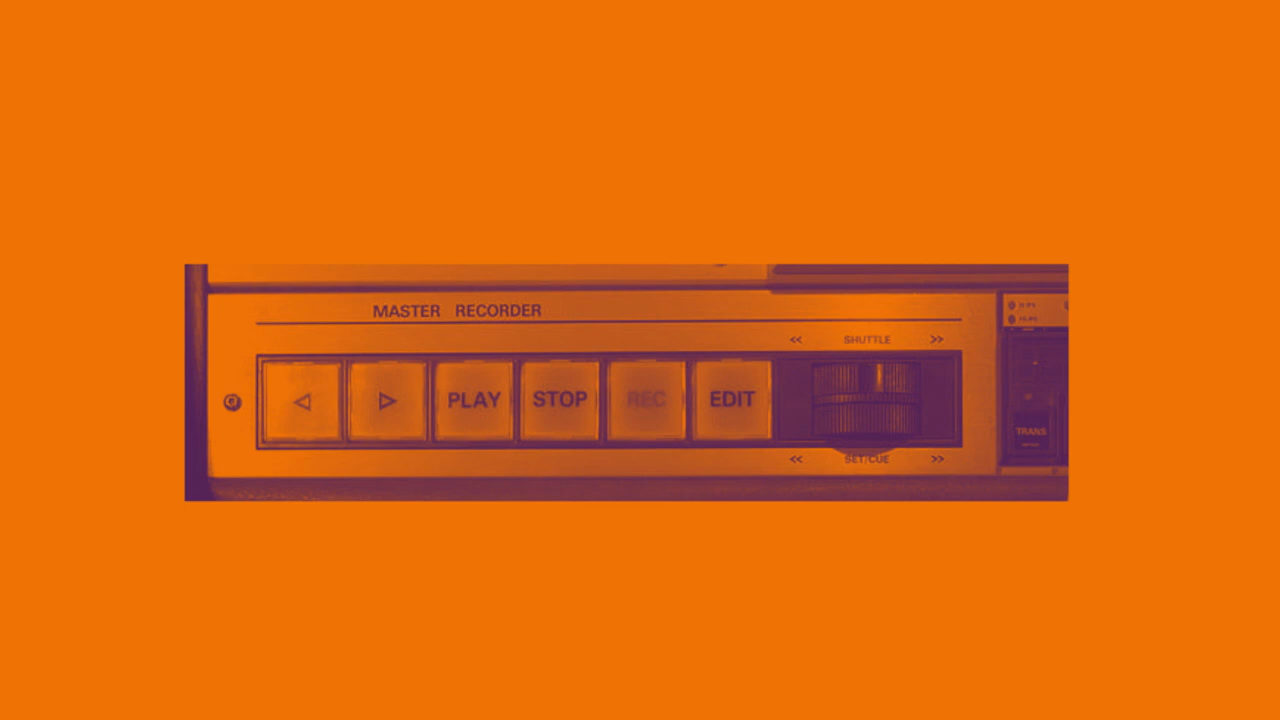 MASTER RECORDER
<< SHUTTLE >>
PLAY STOP REC EDIT
TRANS
<< SET/CUE >>